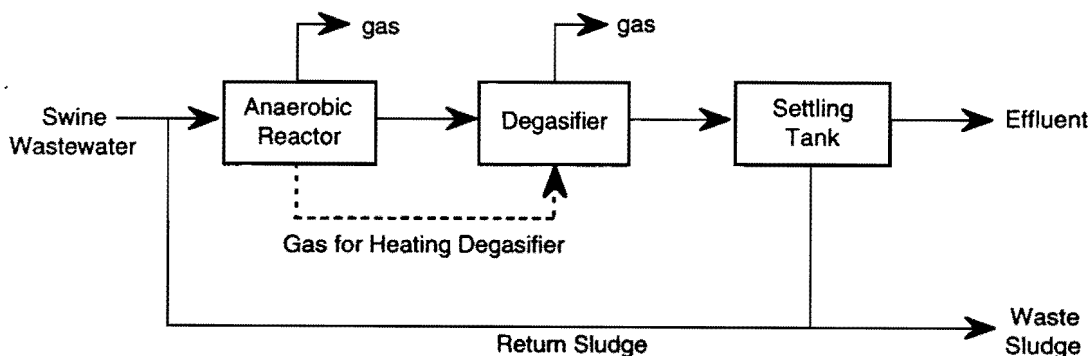 gas
gas
Swine
Wastewater
Anaerobic
Reactor
Degasifier
Settling
Tank
Effluent
Gas for Heating Degasifier
Return Sludge
Waste
Sludge